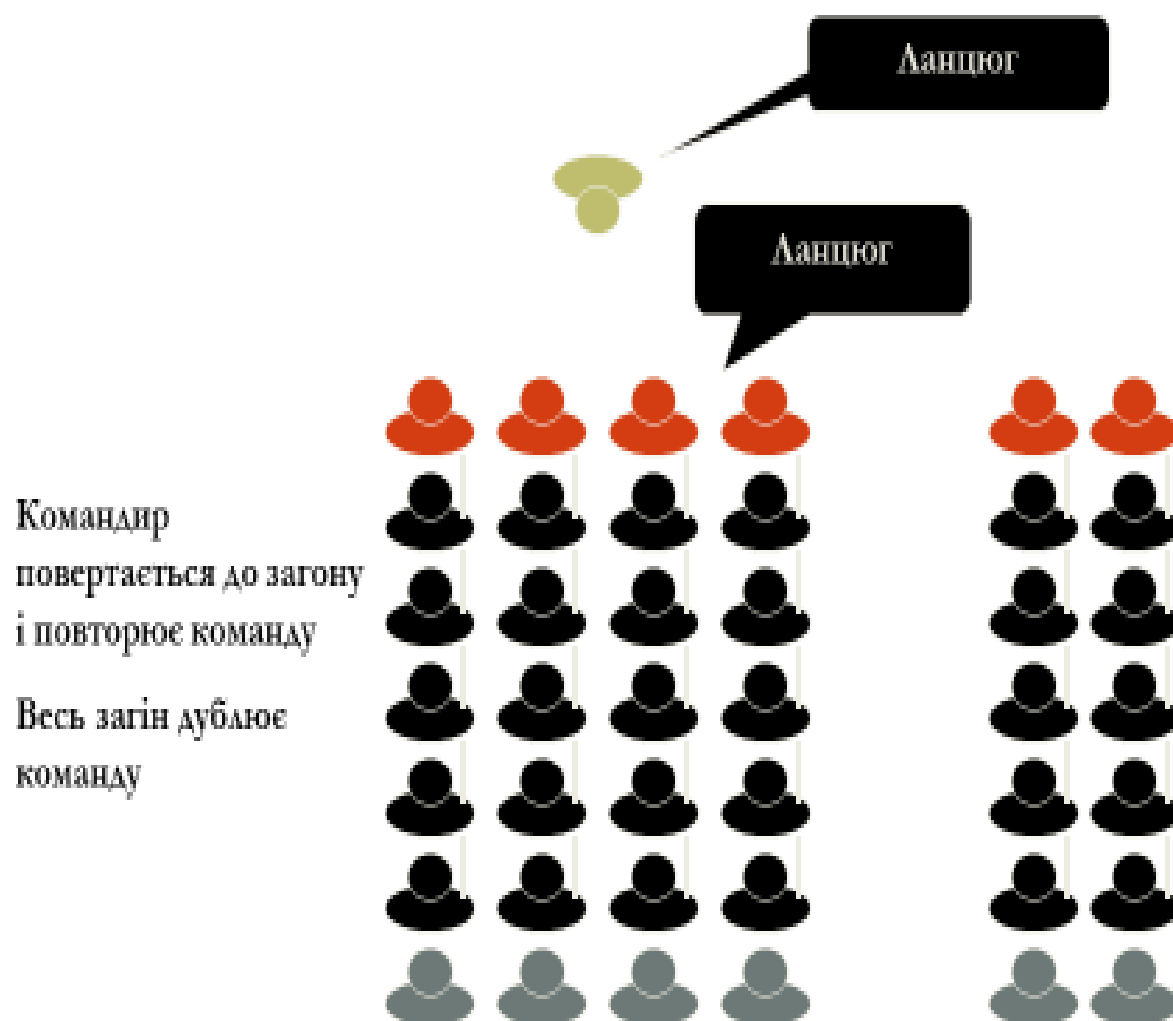 Ланцюг
Ланцюг
Командир
повертається до загону
і повторює команду
Весь загін дублює
команду